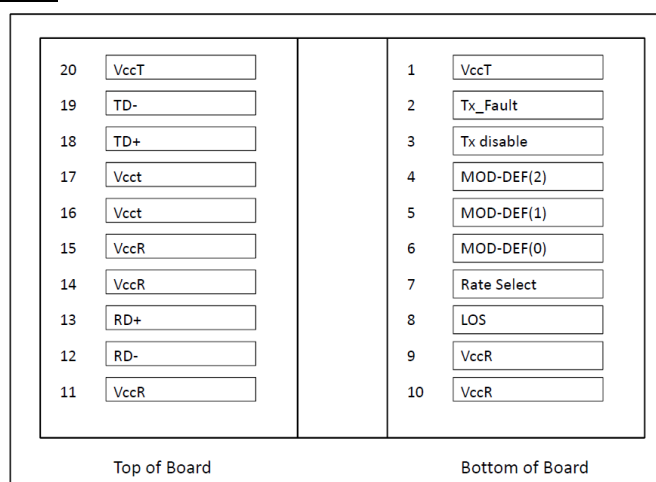 20 VccT 1 VccT
19 TD- 2 Tx_Fault
18 TD+ 3 Tx disable
17 Vcct 4 MOD-DEF(2)
16 Vcct 5 MOD-DEF(1)
15 VccR 6 MOD-DEF(0)
14 VccR 7 Rate Select
13 RD+ 8 LOS
12 RD- 9 VccR
11 VccR 10 VccR
Top of Board Bottom of Board